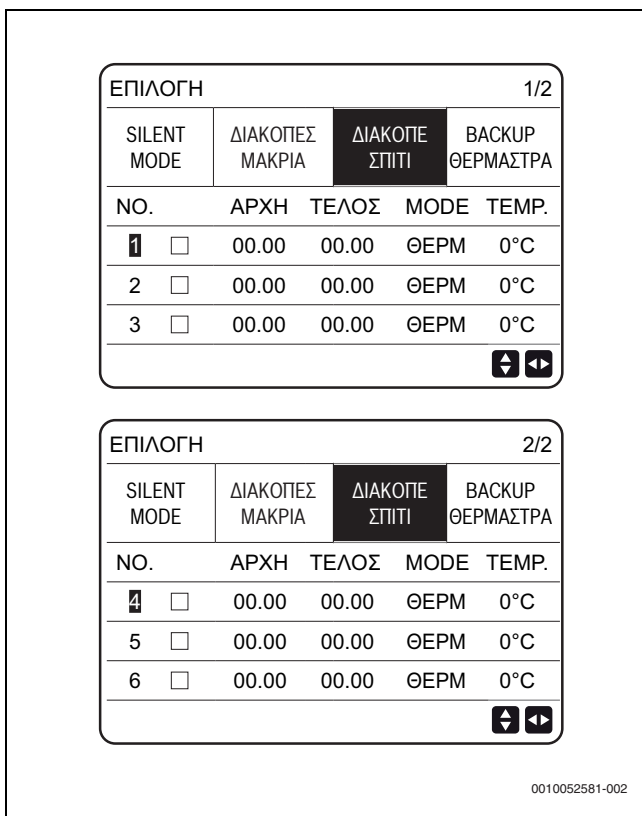 ΕΠΙΛΟΓΗ 1/2
SILENT MODE ΔΙΑΚΟΠΕΣ ΜΑΚΡΙΑ ΔΙΑΚΟΠΕ ΣΠΙΤΙ BACKUP ΘΕΡΜΑΣΤΡΑ
NO. ΑΡΧΗ ΤΕΛΟΣ MODE TEMP.
1 ☐ 00.00 00.00 ΘΕΡΜ 0°C
2 ☐ 00.00 00.00 ΘΕΡΜ 0°C
3 ☐ 00.00 00.00 ΘΕΡΜ 0°C
ΕΠΙΛΟΓΗ 2/2
SILENT MODE ΔΙΑΚΟΠΕΣ ΜΑΚΡΙΑ ΔΙΑΚΟΠΕ ΣΠΙΤΙ BACKUP ΘΕΡΜΑΣΤΡΑ
NO. ΑΡΧΗ ΤΕΛΟΣ MODE TEMP.
4 ☐ 00.00 00.00 ΘΕΡΜ 0°C
5 ☐ 00.00 00.00 ΘΕΡΜ 0°C
6 ☐ 00.00 00.00 ΘΕΡΜ 0°C
0010052581-002